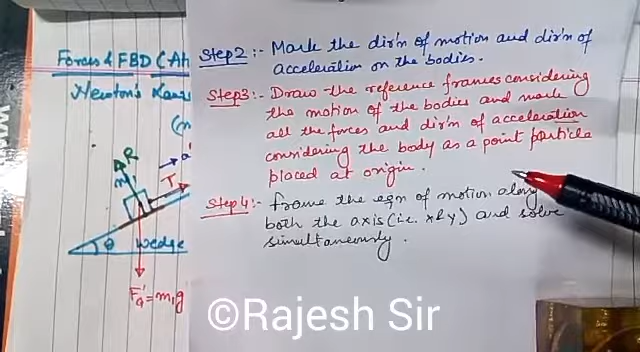 Forces & FBD (At
Newton's Laws
(m
R
a'
m'
T
θ
wedge
F'G = m1g
Step2:- Mark the dir'n of motion and dir'n of
acceleration on the bodies.
Step3:- Draw the reference frames considering
the motion of the bodies and mark
all the forces and dir'n of acceleration
considering the body as a point particle
placed at origin.
Step4:- frame the eqn of motion along
both the axis (i.e. x & y) and solve
simultaneously.
©Rajesh Sir